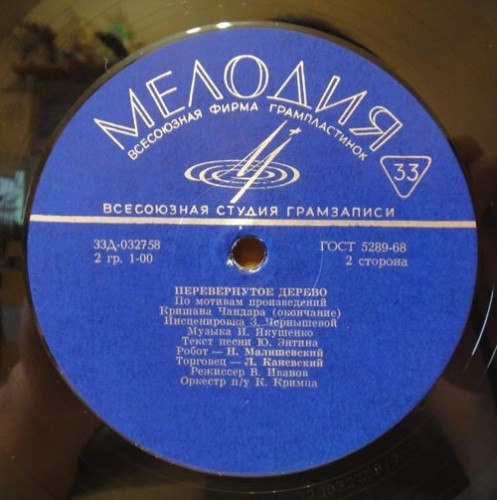 МЕЛОДИЯ
ВСЕСОЮЗНАЯ ФИРМА ГРАМПЛАСТИНОК
33
ВСЕСОЮЗНАЯ СТУДИЯ ГРАМЗАПИСИ
33Д-032758 ГОСТ 5289-68
2 гр. 1-00 2 сторона
ПЕРЕВЕРНУТОЕ ДЕРЕВО
По мотивам произведений
Кришана Чандара (окончание)
Инсценировка З. Чернышевой
Музыка И. Якушенко
Текст песни Ю. Энтина
Робот — И. Малишевский
Торговец — Л. Каневский
Режиссер В. Иванов
Оркестр п/у К. Кримца